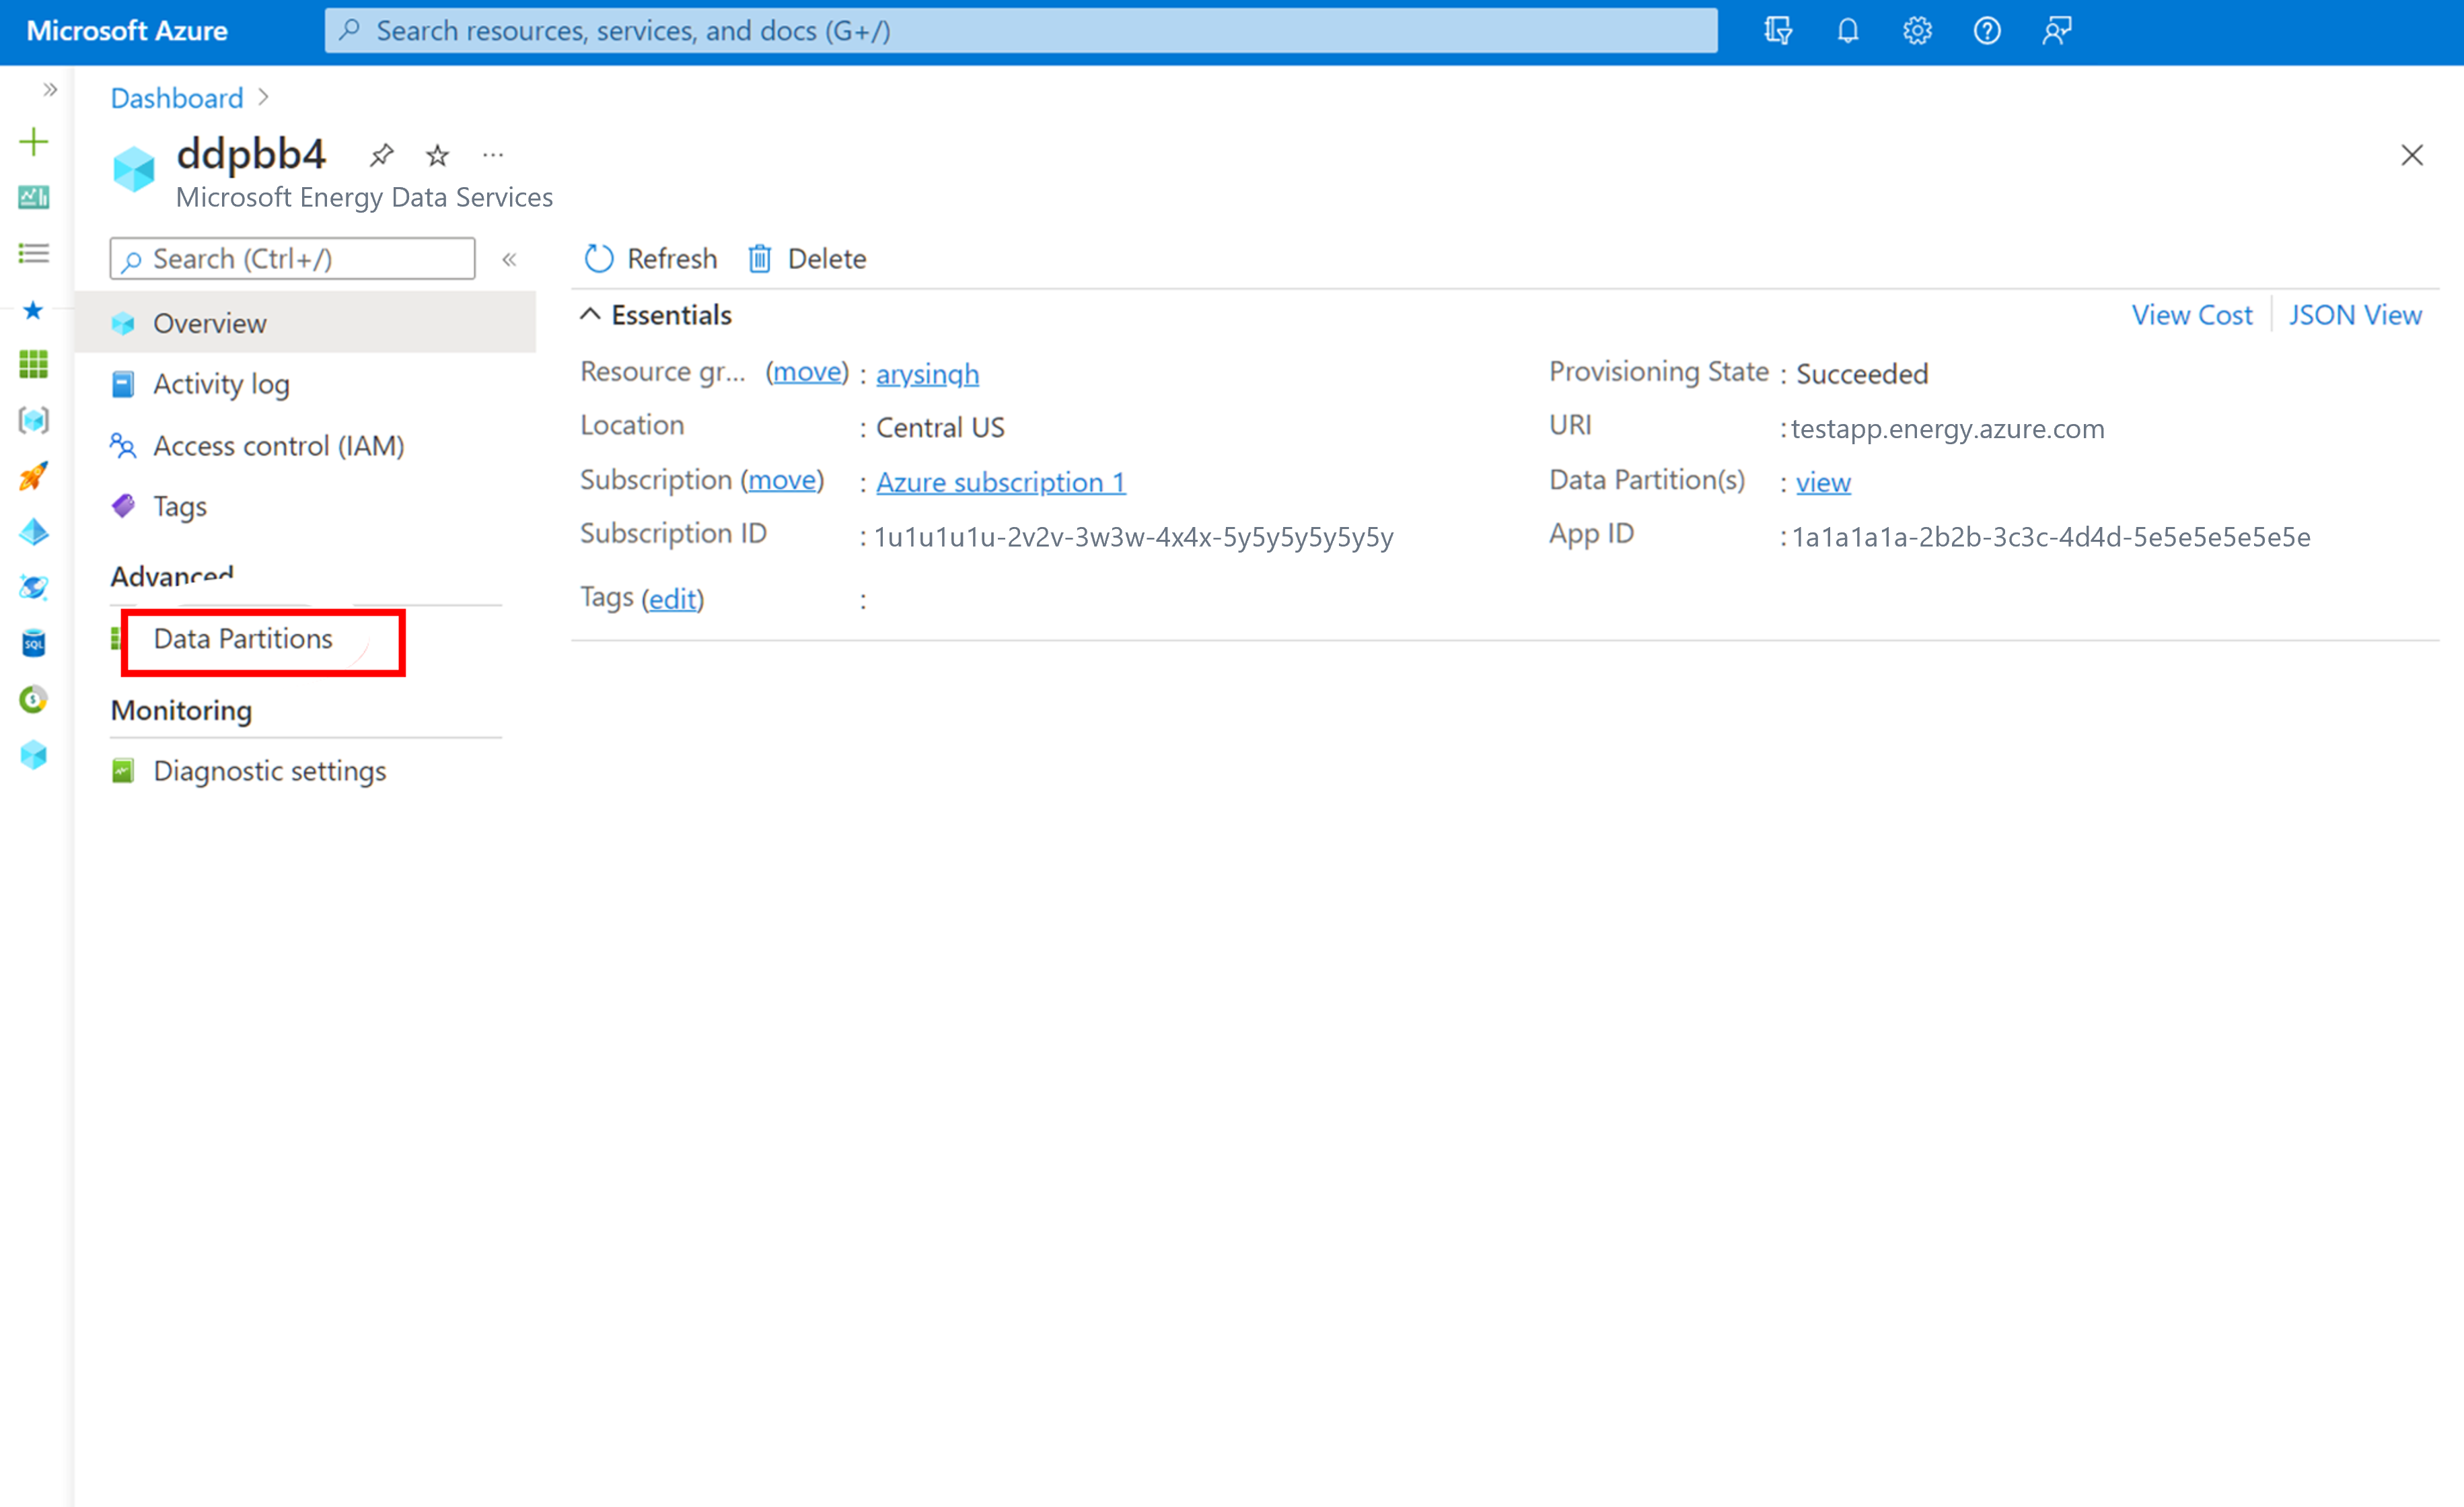 Microsoft Azure
Search resources, services, and docs (G+/)
Dashboard
ddpbb4
Microsoft Energy Data Services
Search (Ctrl+/)
Refresh Delete
Overview
Activity log
Access control (IAM)
Tags
Advanced
Data Partitions
Monitoring
Diagnostic settings
Essentials
View Cost JSON View
Resource gr... (move) : arysingh
Location : Central US
Subscription (move) : Azure subscription 1
Subscription ID : 1u1u1u1u-2v2v-3w3w-4x4x-5y5y5y5y5y5y
Tags (edit) :
Provisioning State : Succeeded
URI : testapp.energy.azure.com
Data Partition(s) : view
App ID : 1a1a1a1a-2b2b-3c3c-4d4d-5e5e5e5e5e5e
SQL